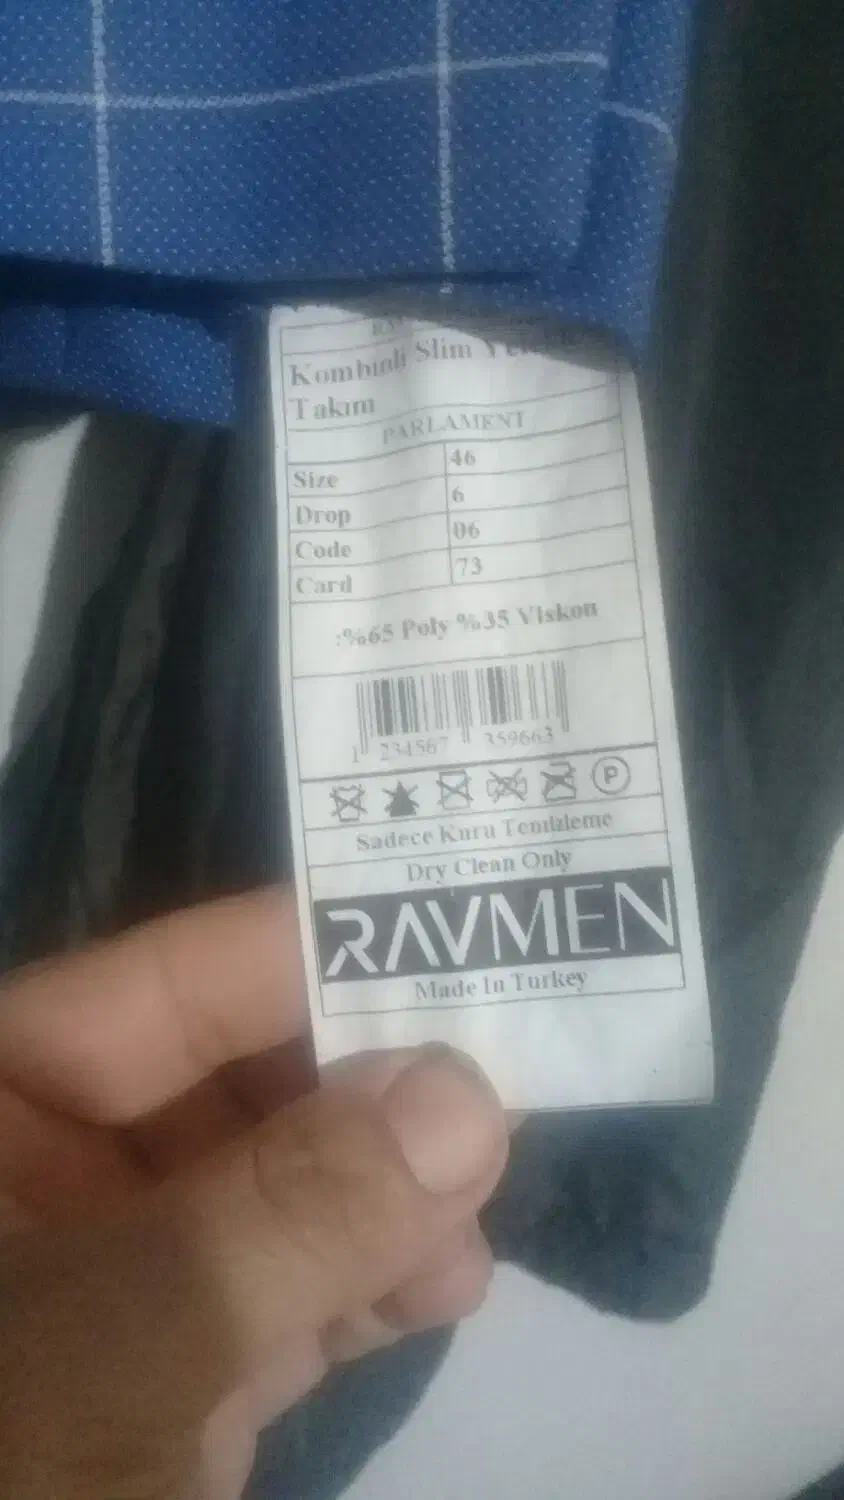 Kombinli Slim
Takım
PARLAMENT
Size 46
Drop 6
Code 06
Card 73
:%65 Poly %35 Viskon
1 234567 359663
P
Sadece Kuru Temizleme
Dry Clean Only
RAVMEN
Made In Turkey